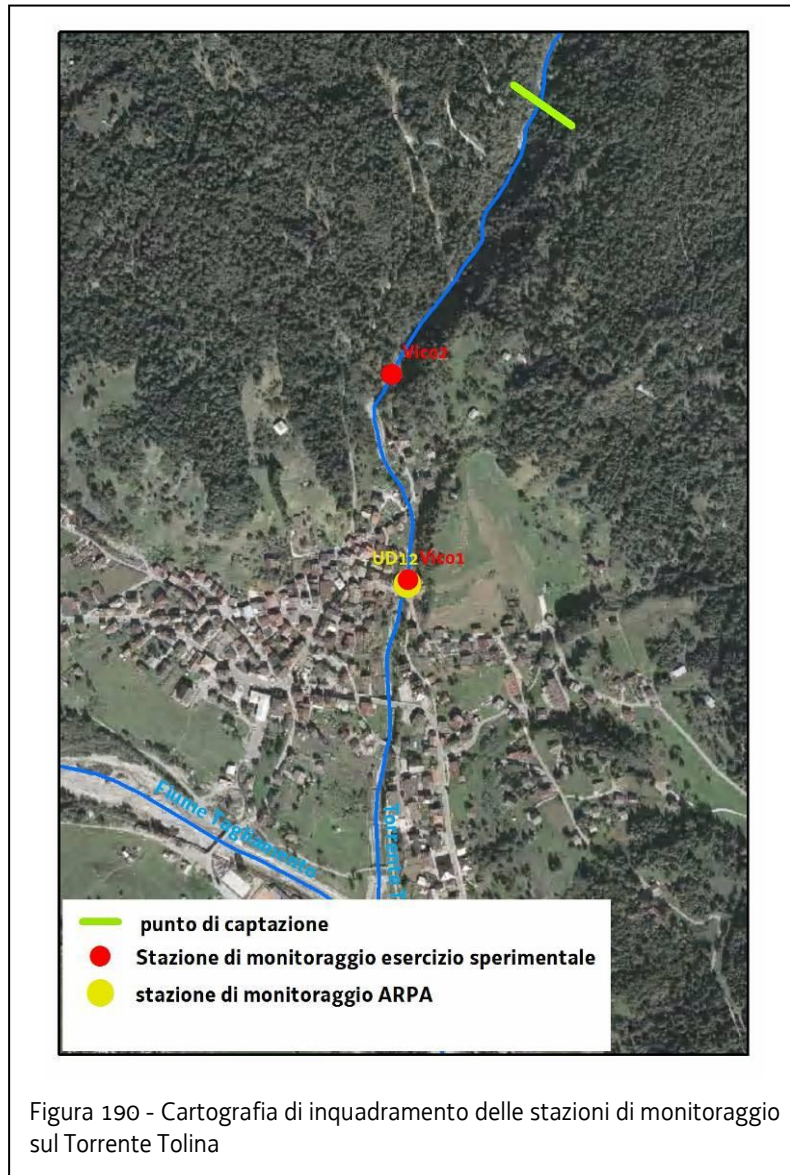 Vico2
UD12 Vico1
Fiume Tagliamento
Torrente T
punto di captazione
Stazione di monitoraggio esercizio sperimentale
stazione di monitoraggio ARPA
Figura 190 - Cartografia di inquadramento delle stazioni di monitoraggio
sul Torrente Tolina